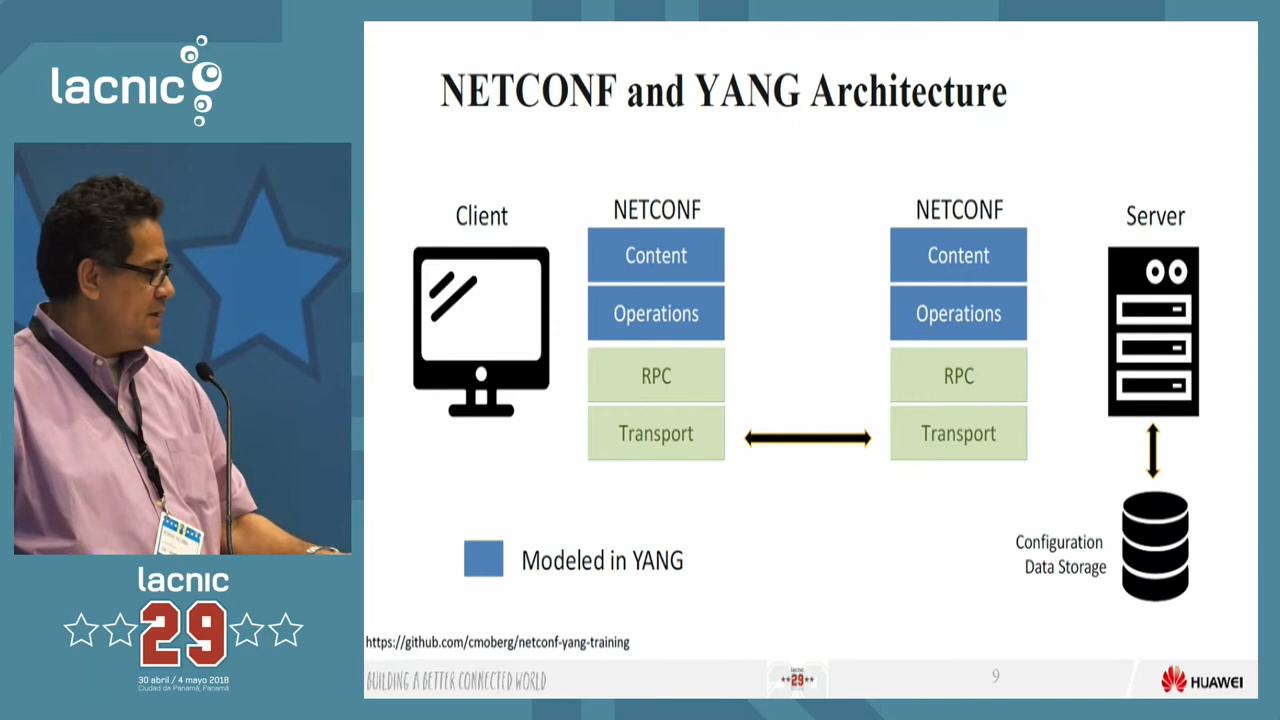 lacnic
NETCONF and YANG Architecture
Client
NETCONF
NETCONF
Server
Content
Operations
RPC
Transport
Content
Operations
RPC
Transport
Configuration
Data Storage
Modeled in YANG
https://github.com/cmoberg/netconf-yang-training
BUILDING A BETTER CONNECTED WORLD
lacnic
29
9
HUAWEI
lacnic
29
30 abril / 4 mayo 2018
Ciudad de Panamá, Panamá